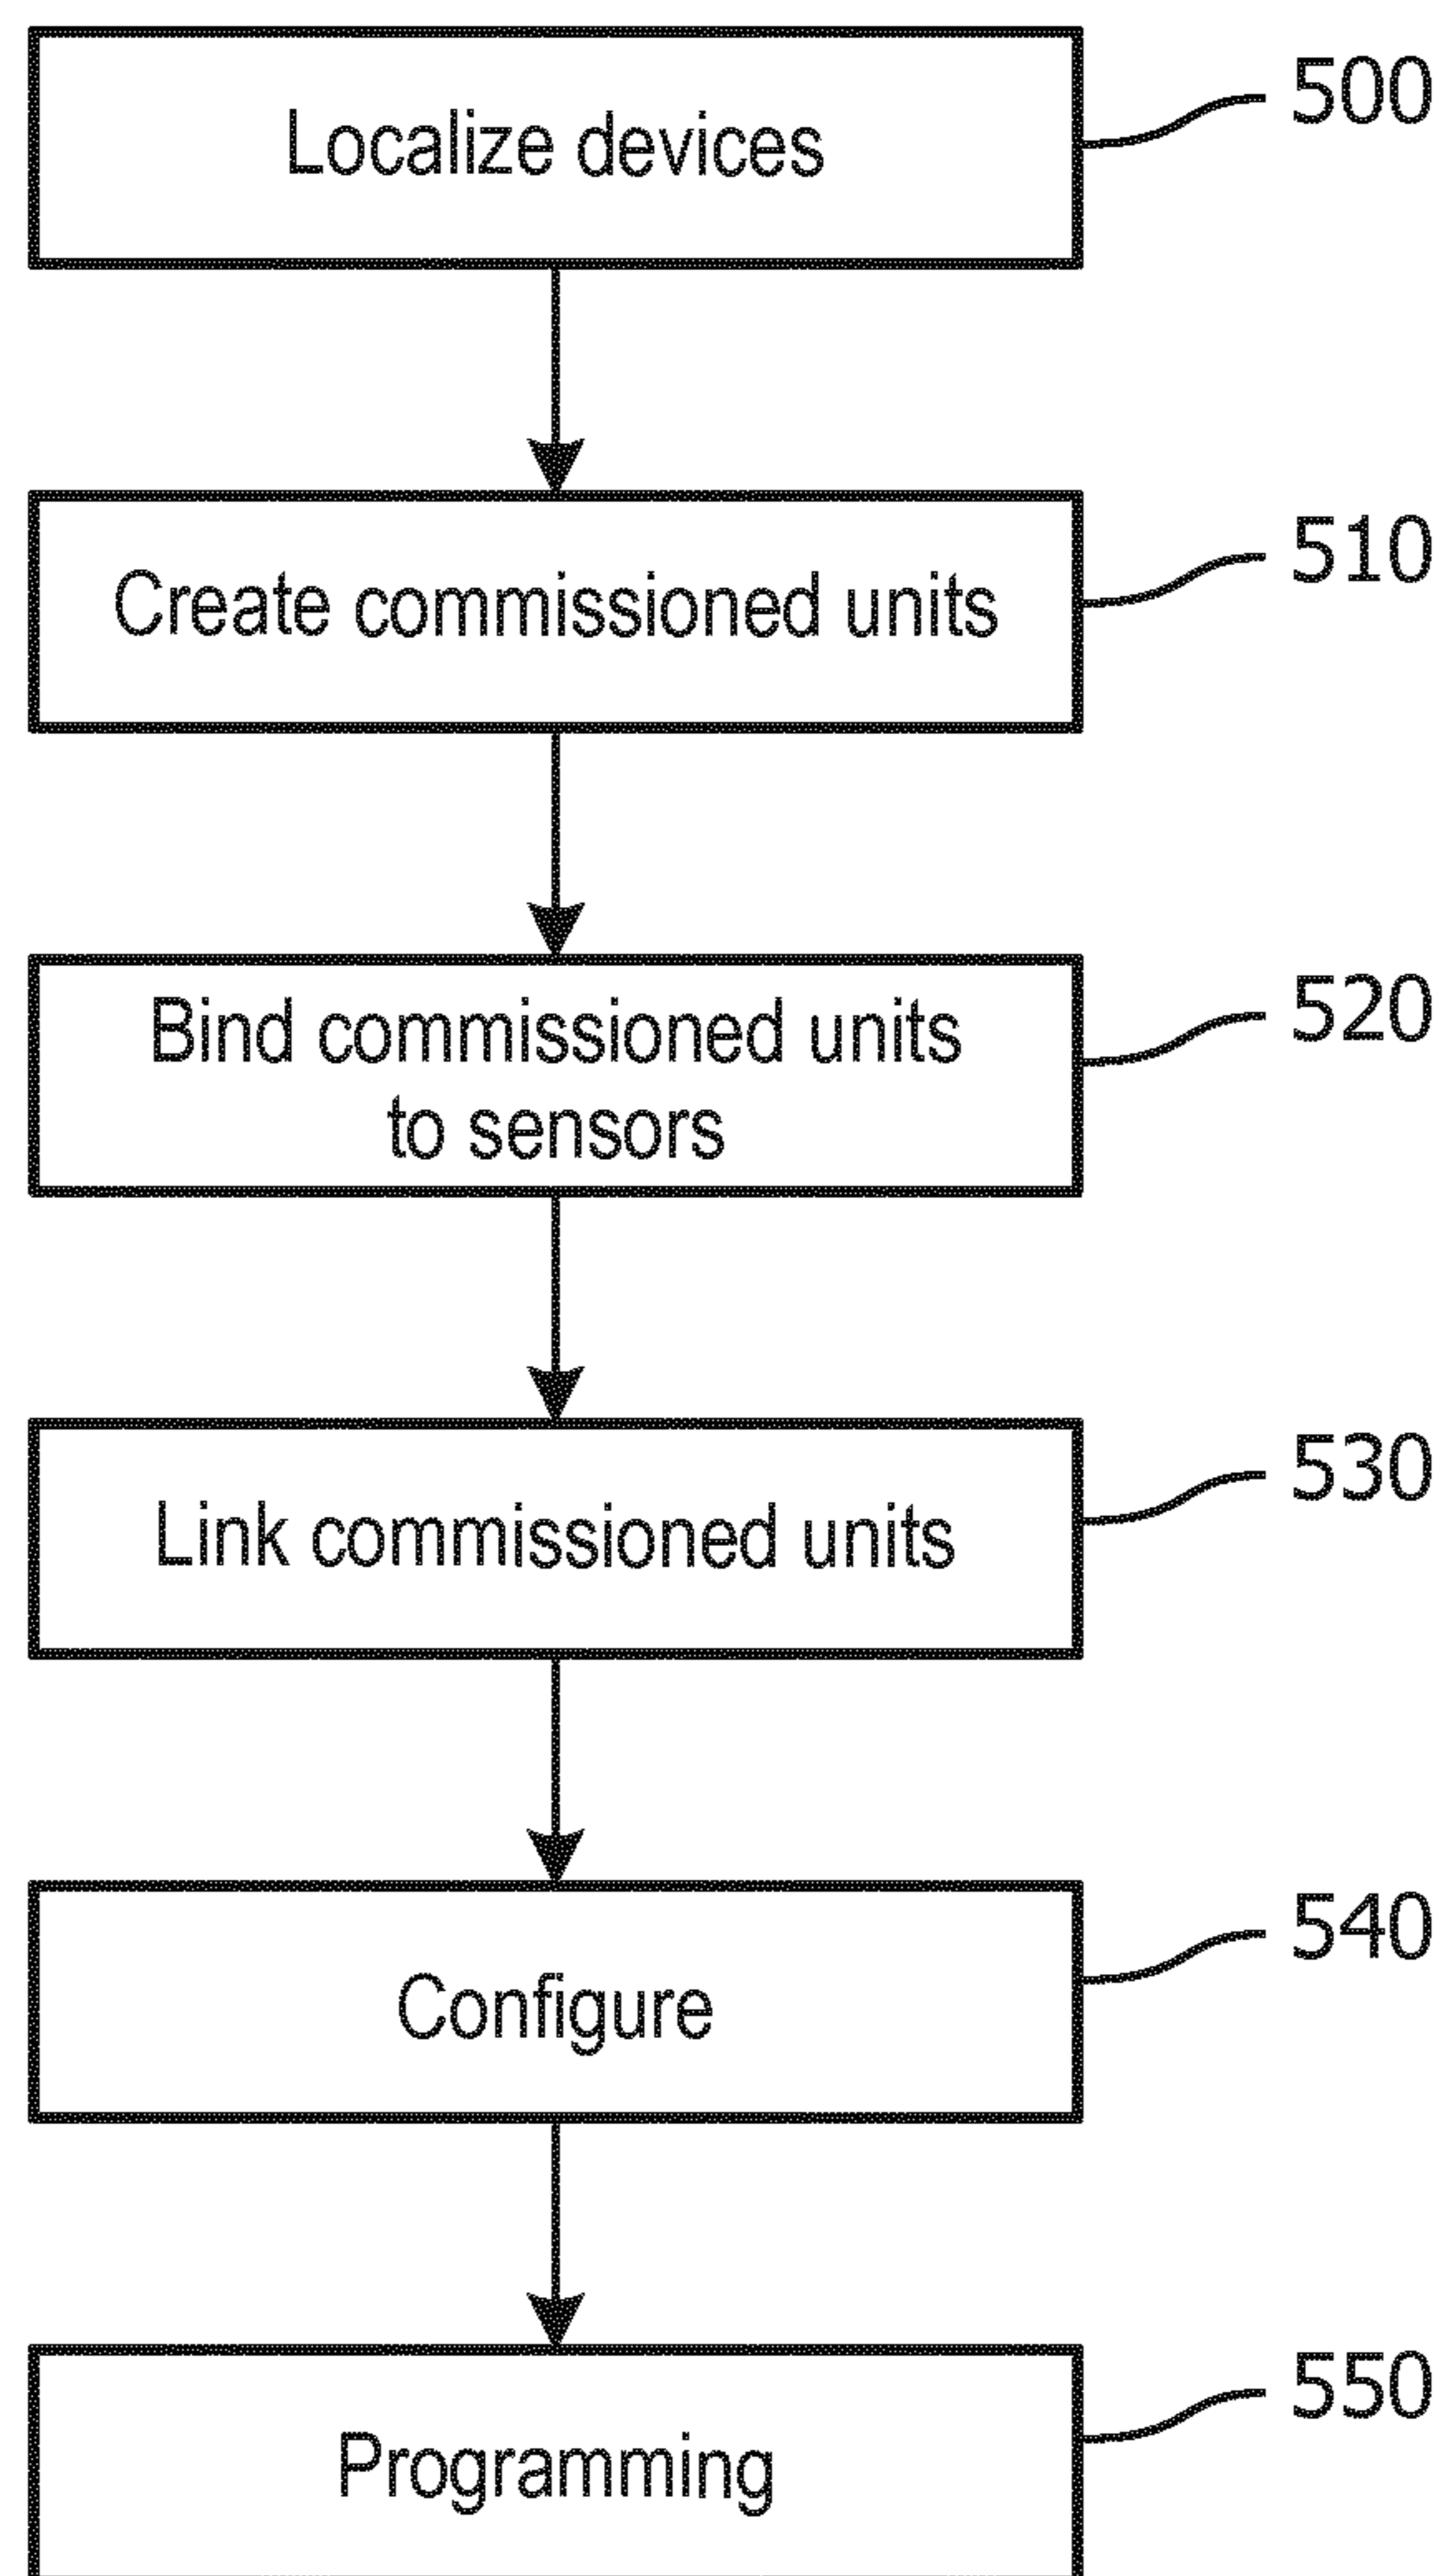 Localize devices
500
Create commissioned units
510
Bind commissioned units
to sensors
520
Link commissioned units
530
Configure
540
Programming
550